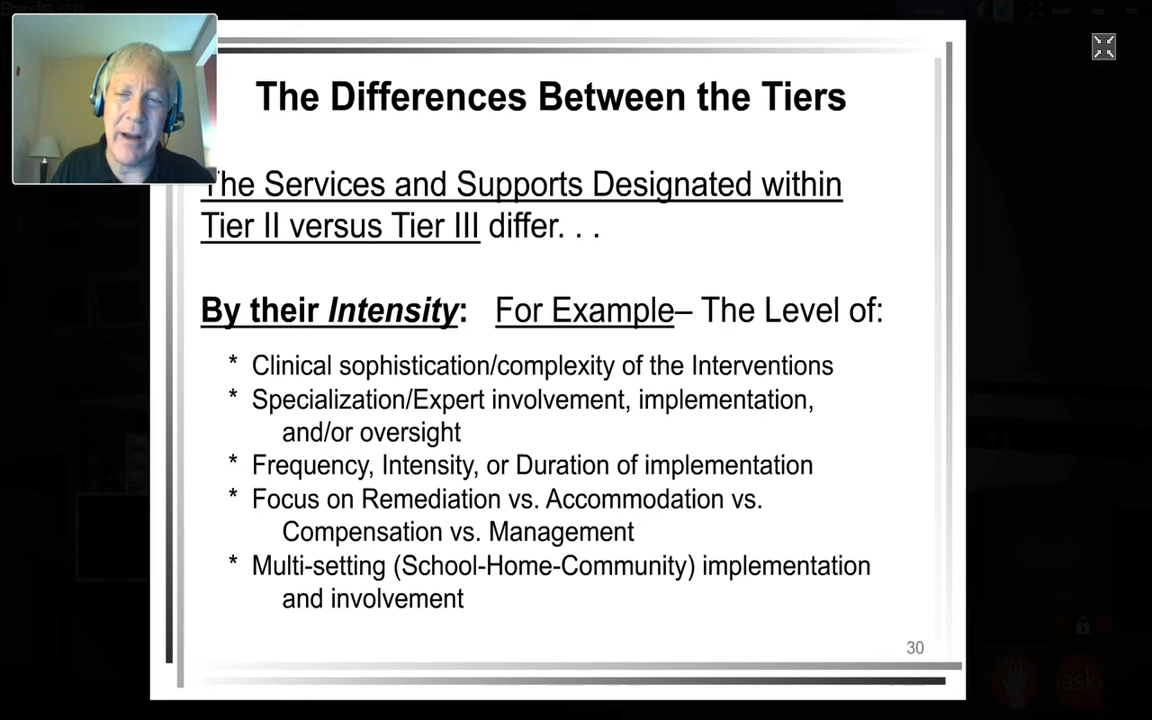 The Differences Between the Tiers
The Services and Supports Designated within
Tier II versus Tier III differ. . .
By their Intensity: For Example– The Level of:
* Clinical sophistication/complexity of the Interventions
* Specialization/Expert involvement, implementation,
and/or oversight
* Frequency, Intensity, or Duration of implementation
* Focus on Remediation vs. Accommodation vs.
Compensation vs. Management
* Multi-setting (School-Home-Community) implementation
and involvement
30
ask